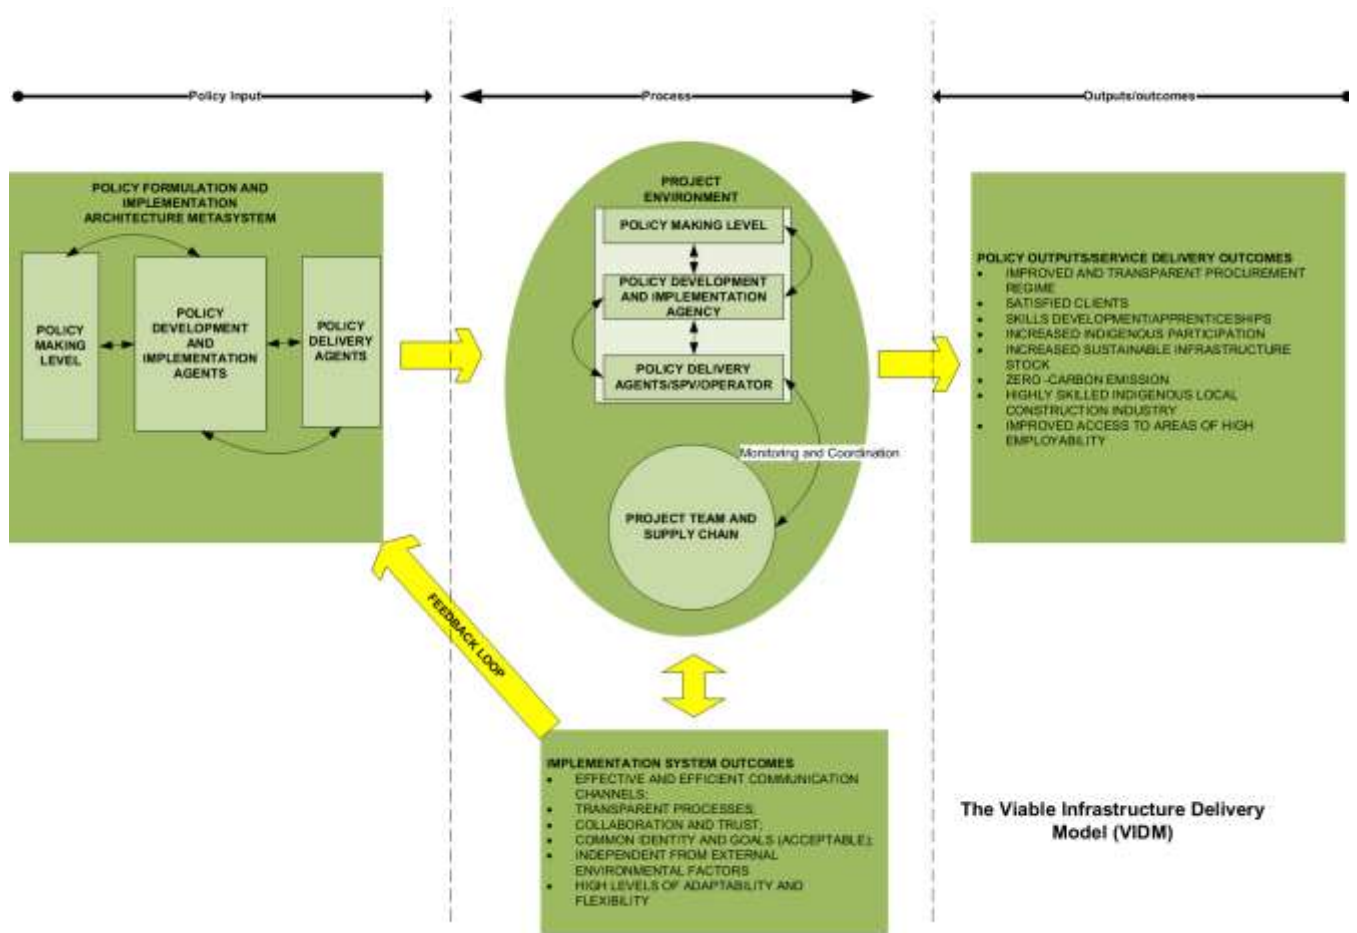 Policy Input
Process
Outputs/outcomes
POLICY FORMULATION AND
IMPLEMENTATION
ARCHITECTURE METASYSTEM
POLICY
MAKING
LEVEL
POLICY
DEVELOPMENT
AND
IMPLEMENTATION
AGENTS
POLICY
DELIVERY
AGENTS
PROJECT
ENVIRONMENT
POLICY MAKING LEVEL
POLICY DEVELOPMENT
AND IMPLEMENTATION
AGENCY
POLICY DELIVERY
AGENTS/SPV/OPERATOR
Monitoring and Coordination
PROJECT TEAM AND
SUPPLY CHAIN
POLICY OUTPUTS/SERVICE DELIVERY OUTCOMES
• IMPROVED AND TRANSPARENT PROCUREMENT
REGIME
• SATISFIED CLIENTS
• SKILLS DEVELOPMENT/APPRENTICESHIPS
• INCREASED INDIGENOUS PARTICIPATION
• INCREASED SUSTAINABLE INFRASTRUCTURE
STOCK
• ZERO -CARBON EMISSION
• HIGHLY SKILLED INDIGENOUS LOCAL
CONSTRUCTION INDUSTRY
• IMPROVED ACCESS TO AREAS OF HIGH
EMPLOYABILITY
FEEDBACK LOOP
IMPLEMENTATION SYSTEM OUTCOMES
• EFFECTIVE AND EFFICIENT COMMUNICATION
CHANNELS;
• TRANSPARENT PROCESSES;
• COLLABORATION AND TRUST;
• COMMON IDENTITY AND GOALS (ACCEPTABLE);
• INDEPENDENT FROM EXTERNAL
ENVIRONMENTAL FACTORS
• HIGH LEVELS OF ADAPTABILITY AND
FLEXIBILITY
The Viable Infrastructure Delivery
Model (VIDM)